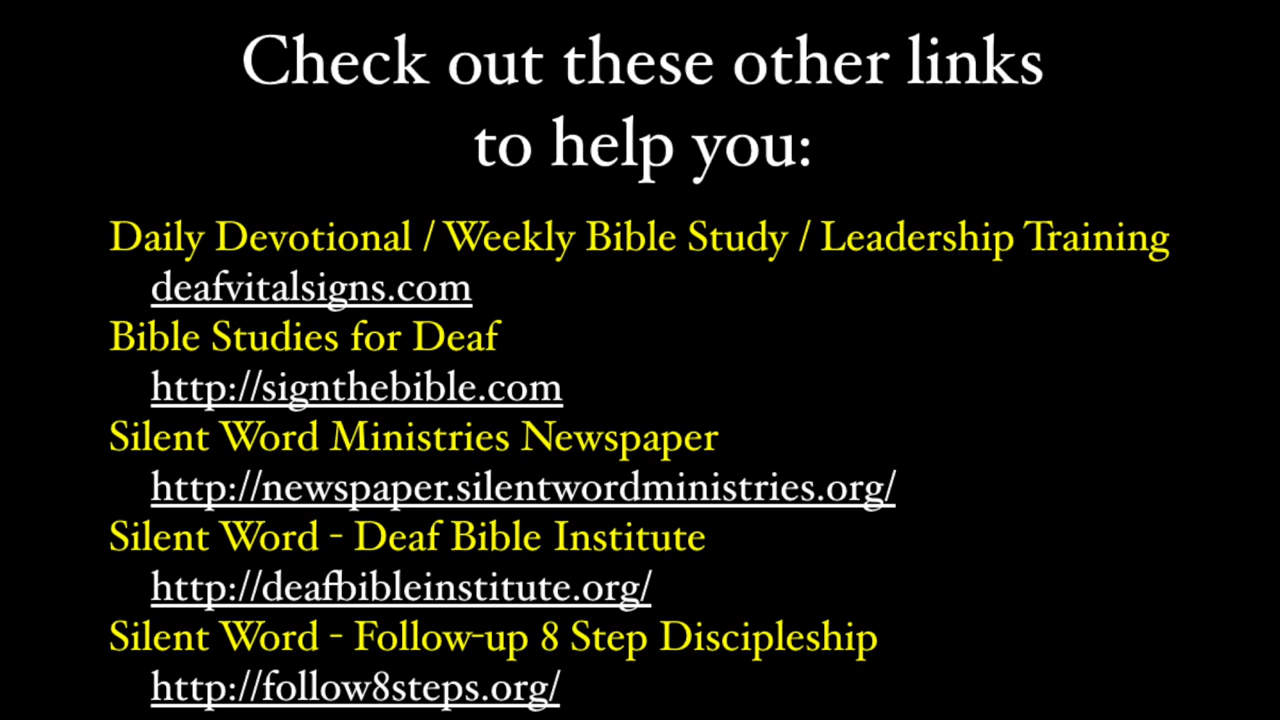 Check out these other links
to help you:
Daily Devotional / Weekly Bible Study / Leadership Training
deafvitalsigns.com
Bible Studies for Deaf
http://signthebible.com
Silent Word Ministries Newspaper
http://newspaper.silentwordministries.org/
Silent Word - Deaf Bible Institute
http://deafbibleinstitute.org/
Silent Word - Follow-up 8 Step Discipleship
http://follow8steps.org/